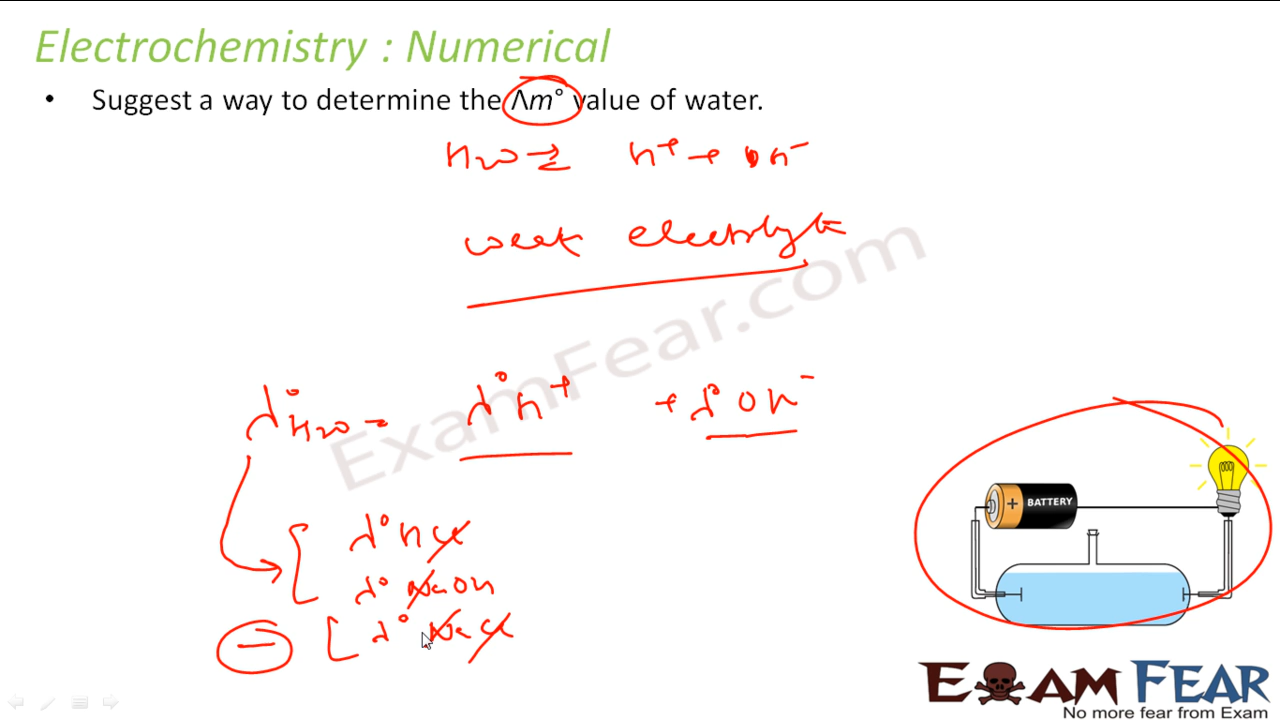 Electrochemistry : Numerical
• Suggest a way to determine the Λm° value of water.
H2O ⇌ H+ + OH−
weak electrolyte
λ°H2O = λ°H+ + λ°OH−
λ°HCl
λ°NaOH
− λ°NaCl
ExamFear.com
+ BATTERY
EXAM FEAR
No more fear from Exam